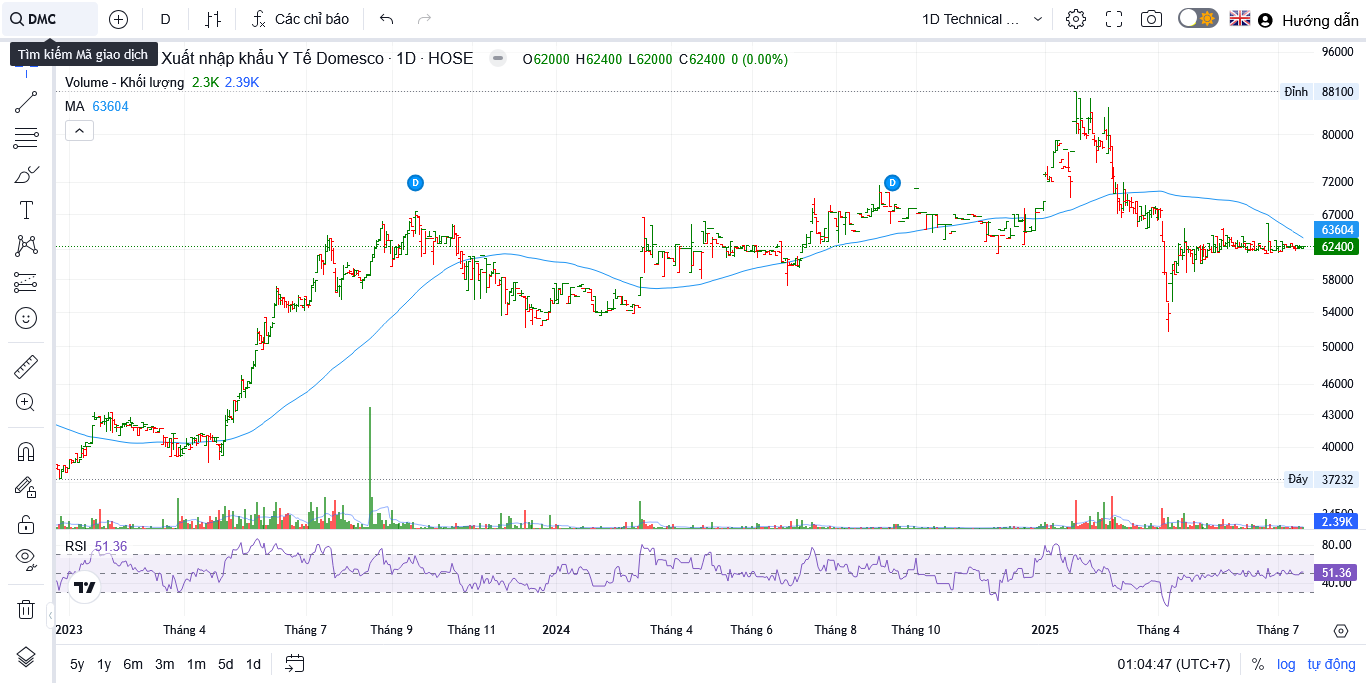 DMC
D
Các chỉ báo
1D Technical ...
Hướng dẫn
Tìm kiếm Mã giao dịch
Xuất nhập khẩu Y Tế Domesco · 1D · HOSE
O62000 H62400 L62000 C62400 0 (0.00%)
Volume - Khối lượng 2.3K 2.39K
MA 63604
D
D
96000
Đỉnh 88100
80000
72000
67000
63604
62400
58000
54000
50000
46000
43000
40000
Đáy 37232
34500
2.39K
RSI 51.36
80.00
51.36
40.00
2023 Tháng 4 Tháng 7 Tháng 9 Tháng 11 2024 Tháng 4 Tháng 6 Tháng 8 Tháng 10 2025 Tháng 4 Tháng 7
5y 1y 6m 3m 1m 5d 1d
01:04:47 (UTC+7) % log tự động